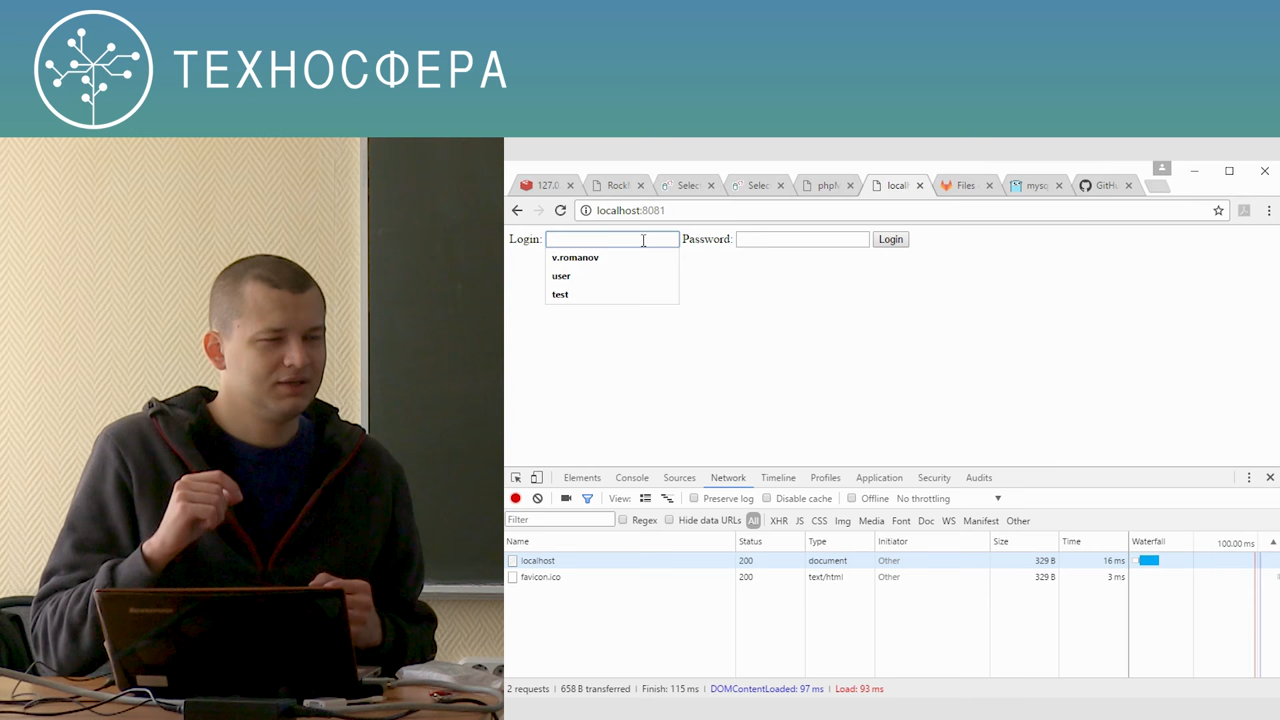 ТЕХНОСФЕРА
127.0 Rockl Selec Selec phpM local Files mysq GitHu
localhost:8081
Login: Password: Login
v.romanov
user
test
Elements Console Sources Network Timeline Profiles Application Security Audits
View: Preserve log Disable cache Offline No throttling
Filter Regex Hide data URLs All XHR JS CSS Img Media Font Doc WS Manifest Other
Name Status Type Initiator Size Time Waterfall 100.00 ms
localhost 200 document Other 329 B 16 ms
favicon.ico 200 text/html Other 329 B 3 ms
2 requests | 658 B transferred | Finish: 115 ms | DOMContentLoaded: 97 ms | Load: 93 ms